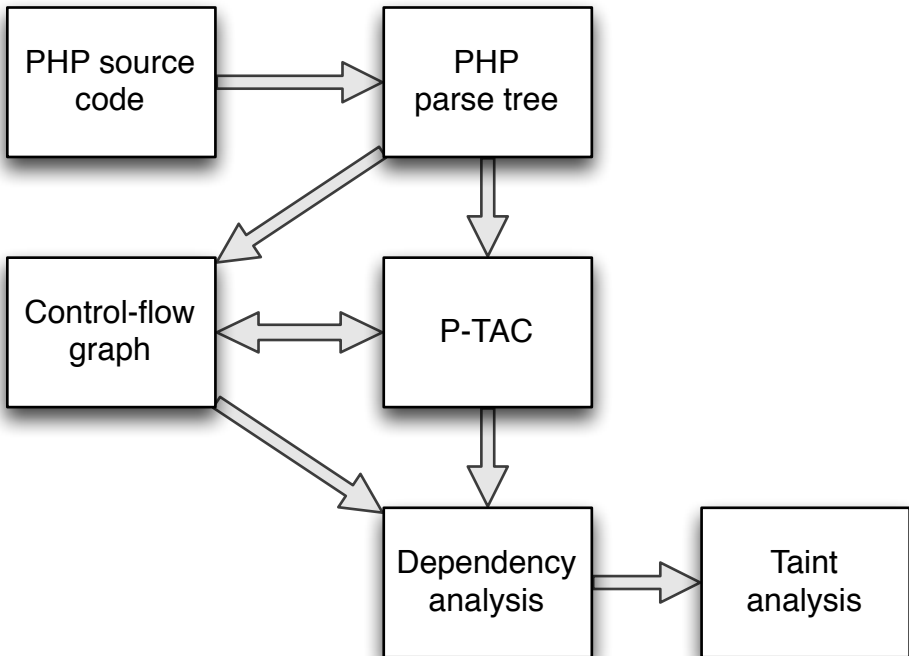 PHP source
code
PHP
parse tree
Control-flow
graph
P-TAC
Dependency
analysis
Taint
analysis